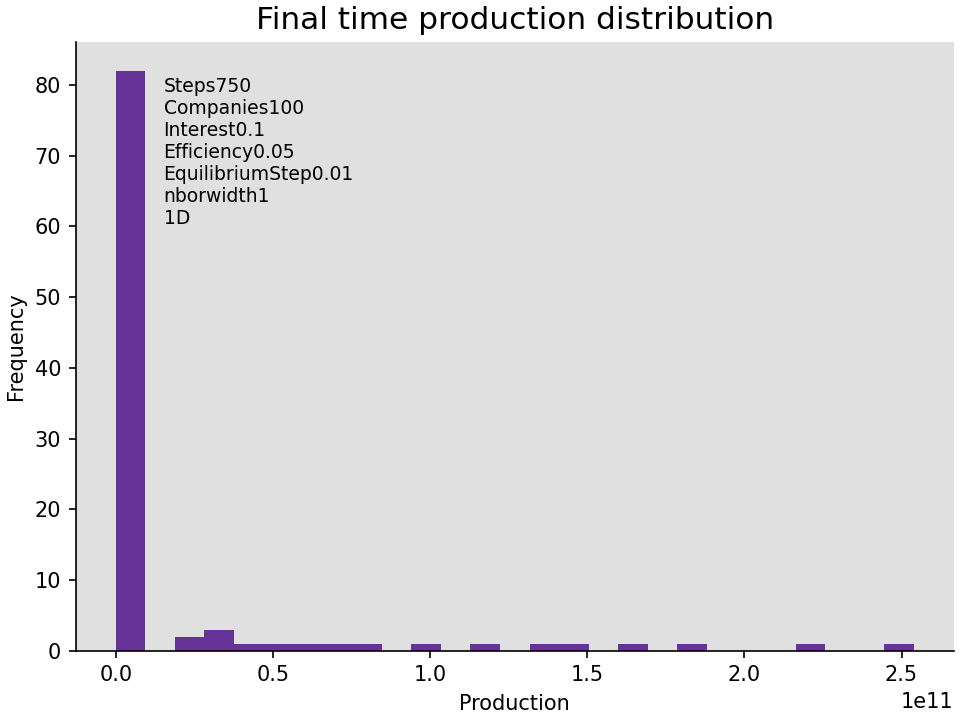 Final time production distribution
80
70
60
50
40
30
20
10
0
Frequency
Steps750
Companies100
Interest0.1
Efficiency0.05
EquilibriumStep0.01
nborwidth1
1D
0.0 0.5 1.0 1.5 2.0 2.5
1e11
Production